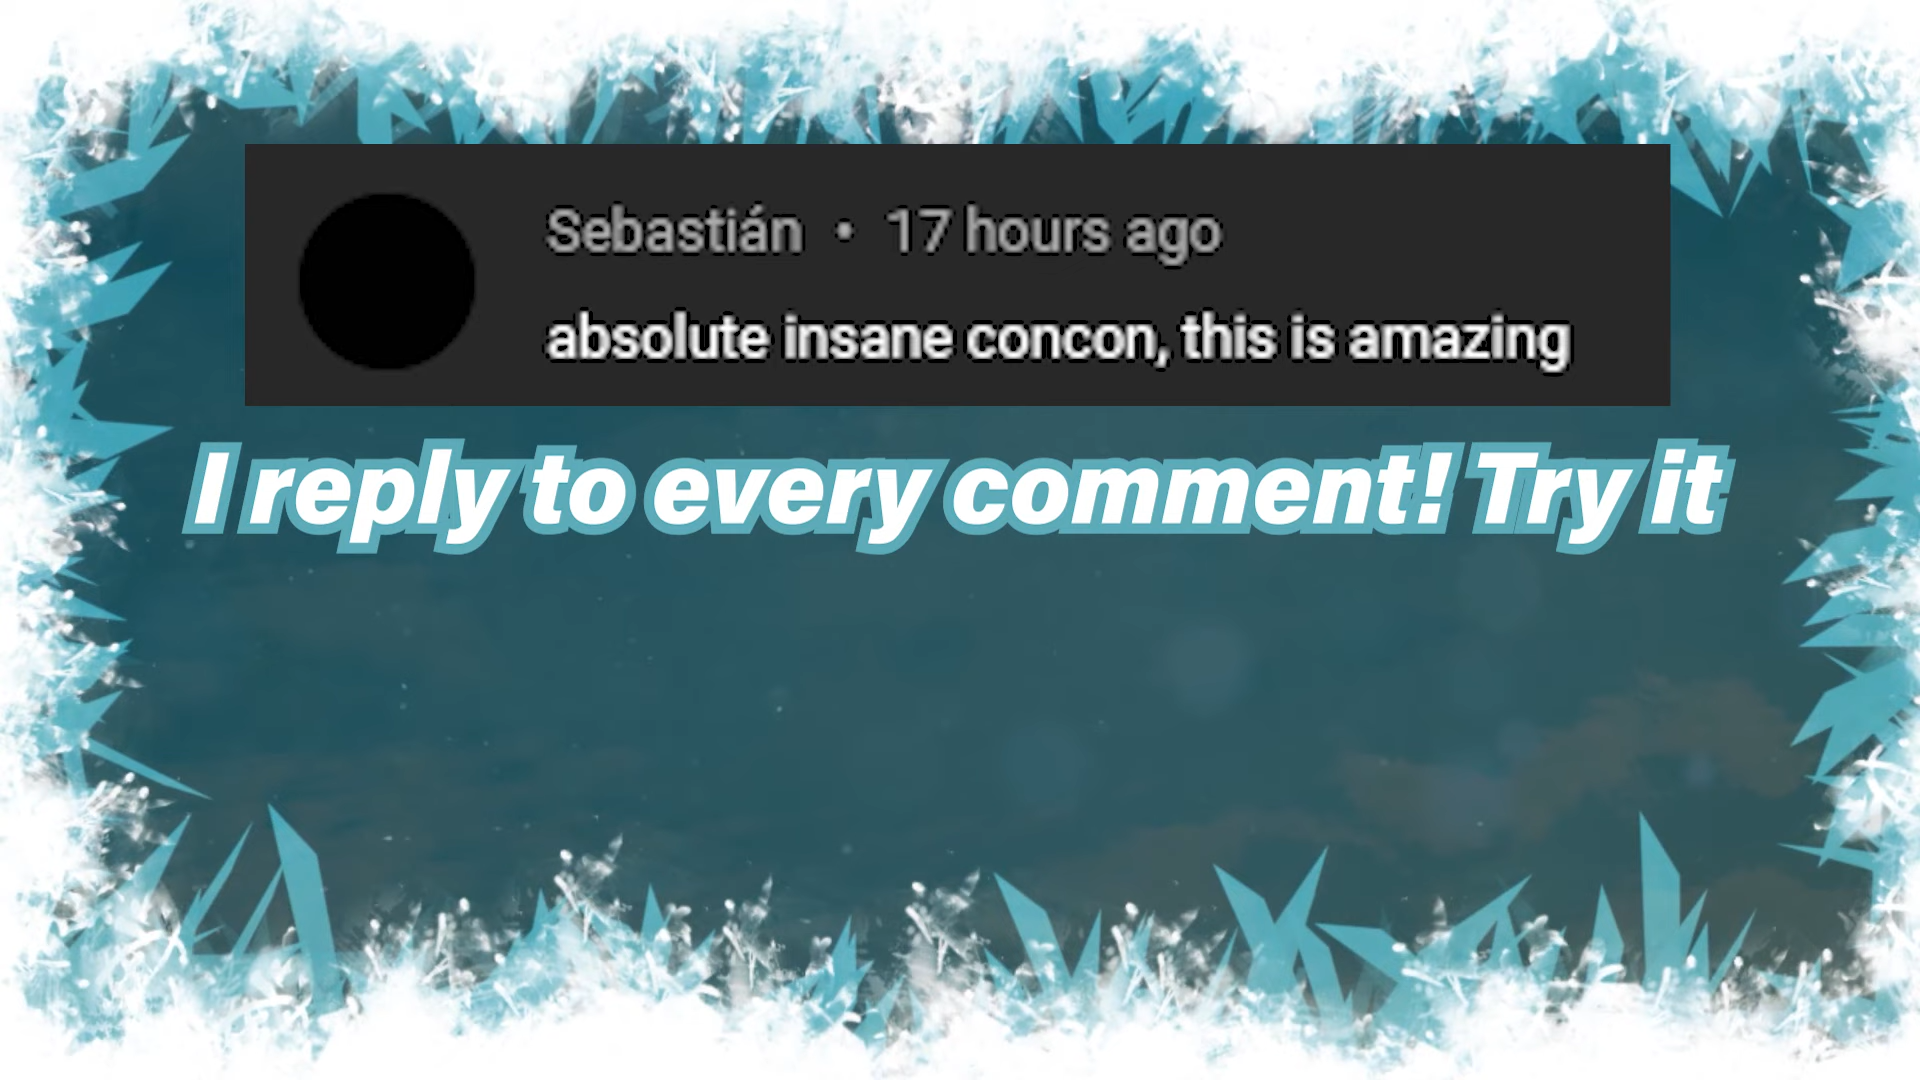 Sebastián • 17 hours ago
absolute insane concon, this is amazing
I reply to every comment! Try it